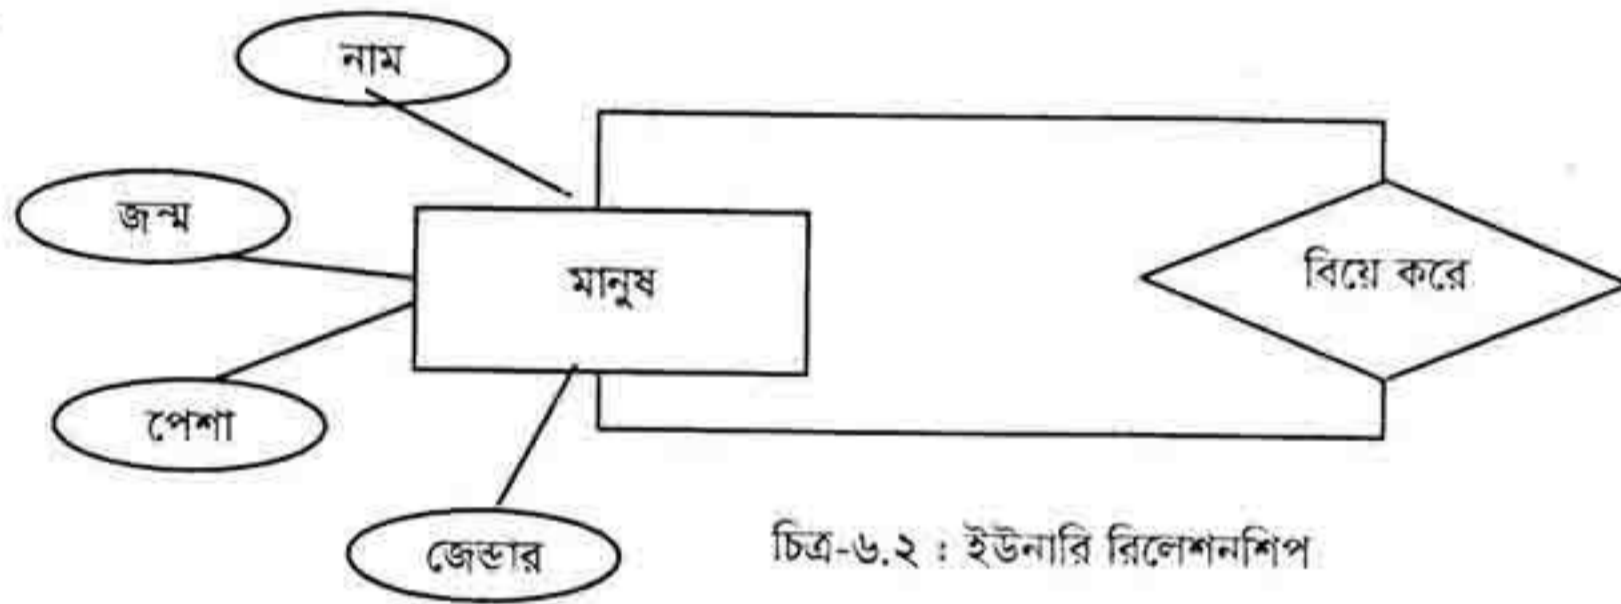 নাম
জন্ম
মানুষ
বিয়ে করে
পেশা
জেন্ডার
চিত্র-৬.২ : ইউনারি রিলেশনশিপ